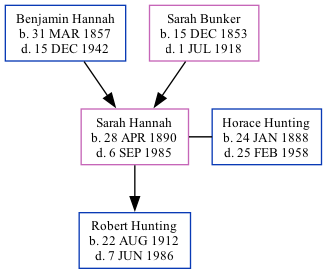 Benjamin Hannah
b. 31 MAR 1857
d. 15 DEC 1942
Sarah Bunker
b. 15 DEC 1853
d. 1 JUL 1918
Sarah Hannah
b. 28 APR 1890
d. 6 SEP 1985
Horace Hunting
b. 24 JAN 1888
d. 25 FEB 1958
Robert Hunting
b. 22 AUG 1912
d. 7 JUN 1986